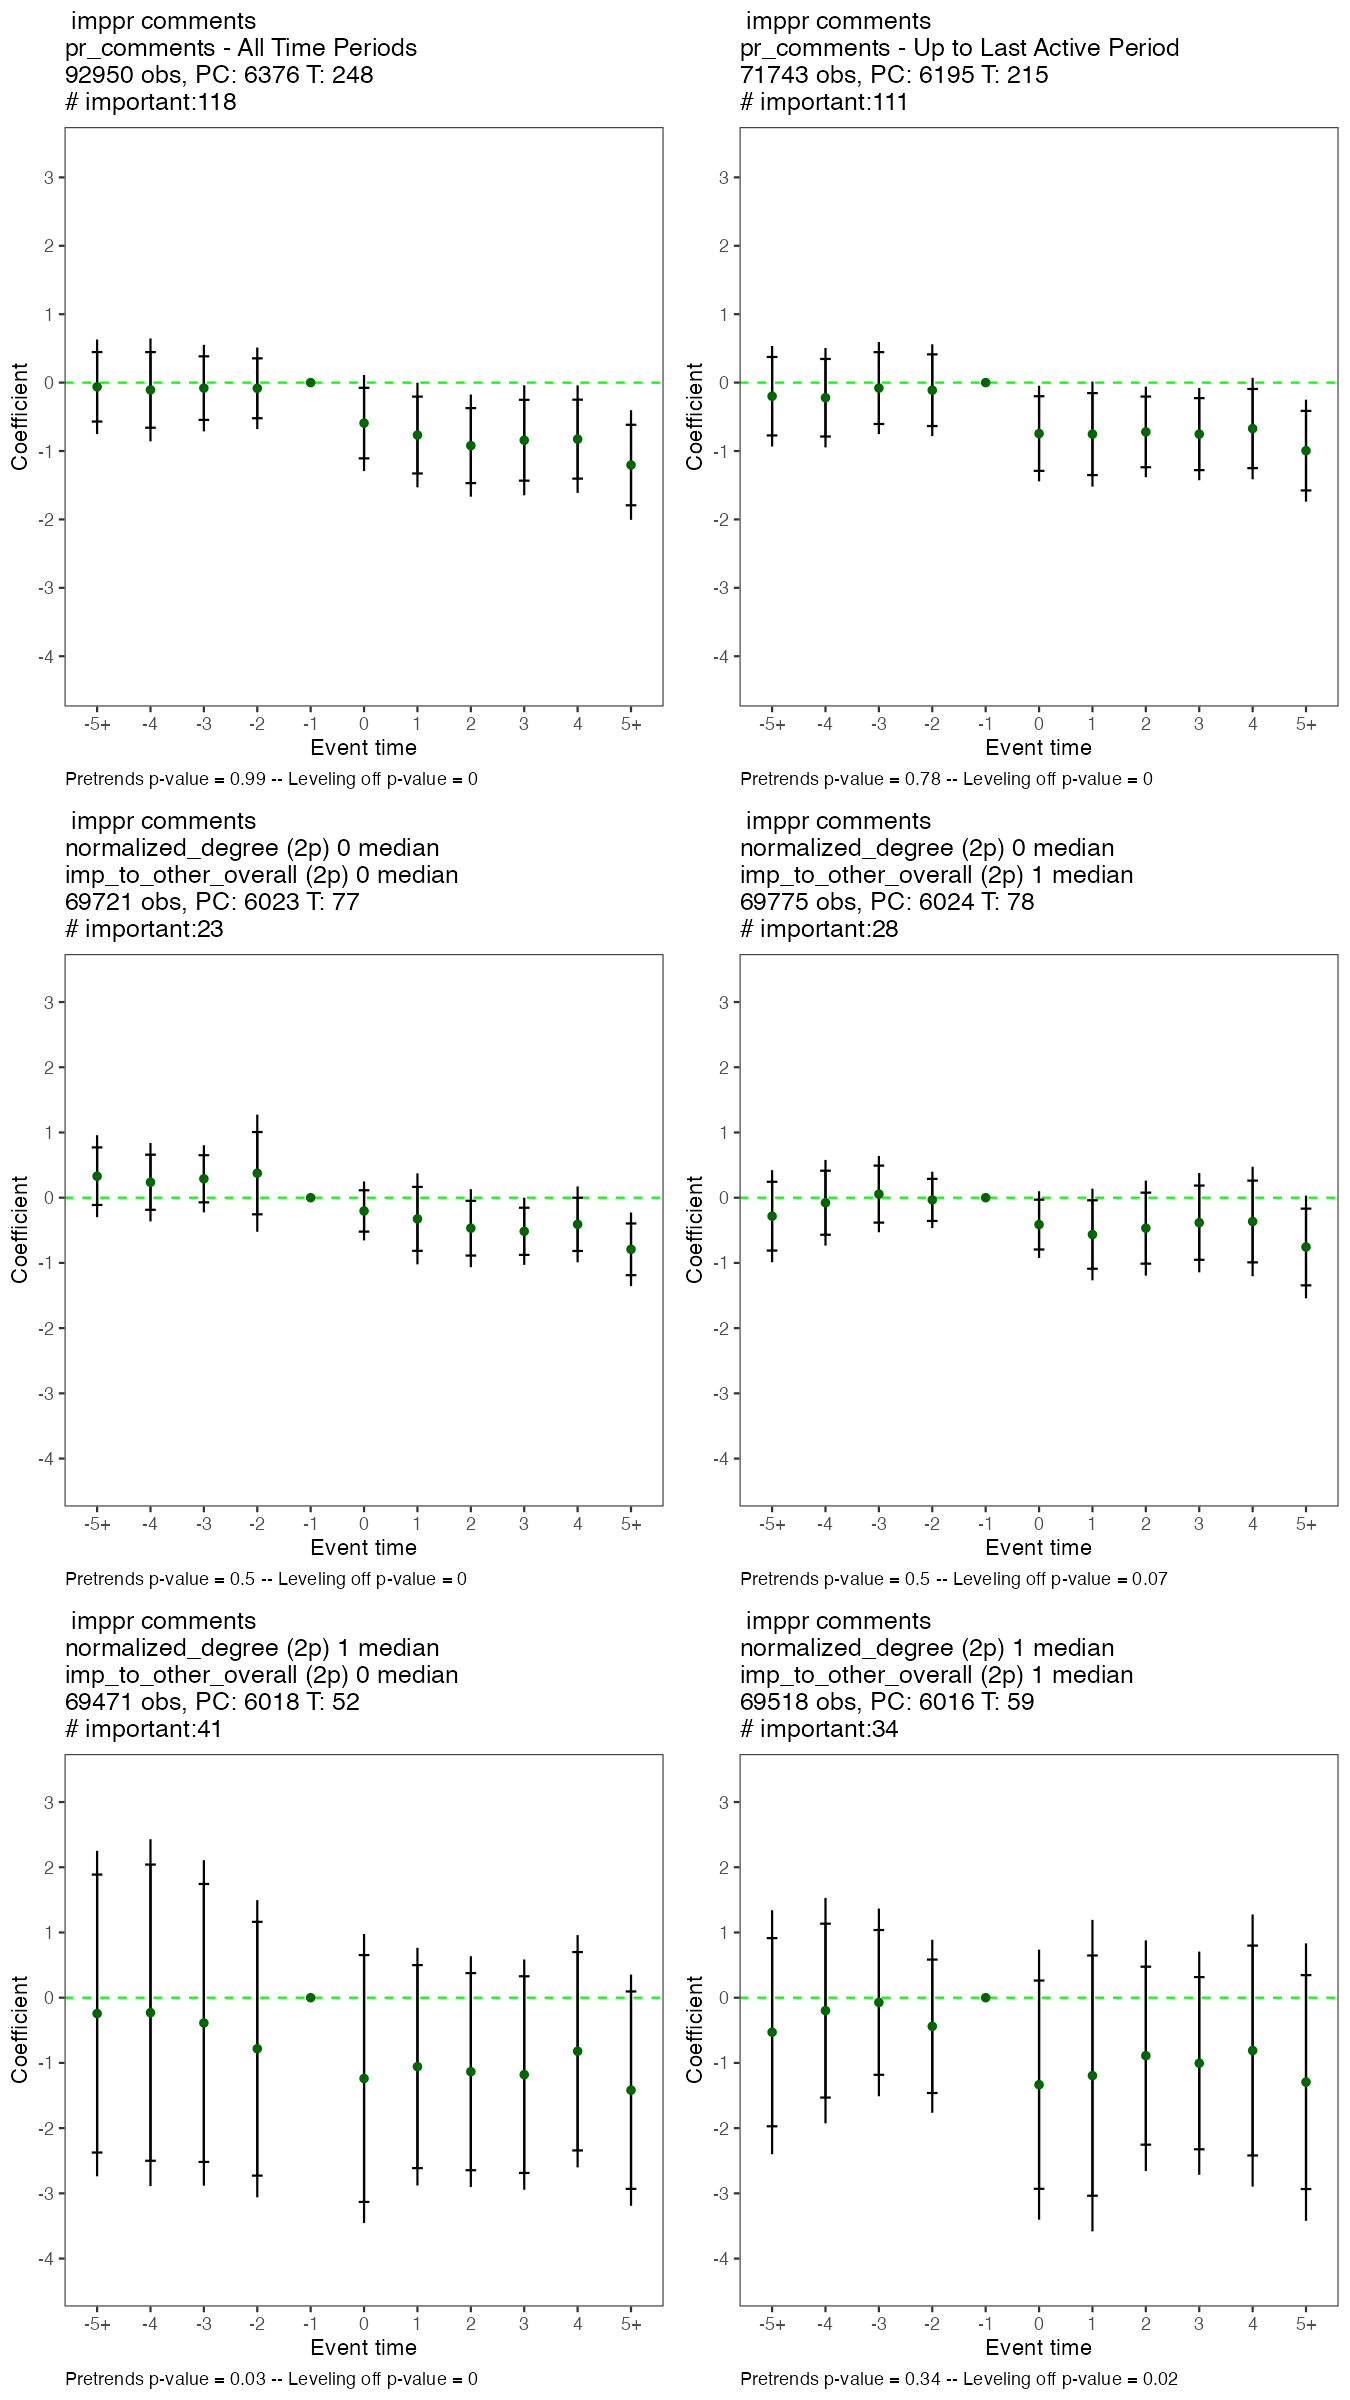 imppr comments
pr_comments - All Time Periods
92950 obs, PC: 6376 T: 248
# important:118
3
2
1
0
-1
-2
-3
-4
Coefficient
-5+ -4 -3 -2 -1 0 1 2 3 4 5+
Event time
Pretrends p-value = 0.99 -- Leveling off p-value = 0
imppr comments
pr_comments - Up to Last Active Period
71743 obs, PC: 6195 T: 215
# important:111
3
2
1
0
-1
-2
-3
-4
Coefficient
-5+ -4 -3 -2 -1 0 1 2 3 4 5+
Event time
Pretrends p-value = 0.78 -- Leveling off p-value = 0
imppr comments
normalized_degree (2p) 0 median
imp_to_other_overall (2p) 0 median
69721 obs, PC: 6023 T: 77
# important:23
3
2
1
0
-1
-2
-3
-4
Coefficient
-5+ -4 -3 -2 -1 0 1 2 3 4 5+
Event time
Pretrends p-value = 0.5 -- Leveling off p-value = 0
imppr comments
normalized_degree (2p) 0 median
imp_to_other_overall (2p) 1 median
69775 obs, PC: 6024 T: 78
# important:28
3
2
1
0
-1
-2
-3
-4
Coefficient
-5+ -4 -3 -2 -1 0 1 2 3 4 5+
Event time
Pretrends p-value = 0.5 -- Leveling off p-value = 0.07
imppr comments
normalized_degree (2p) 1 median
imp_to_other_overall (2p) 0 median
69471 obs, PC: 6018 T: 52
# important:41
3
2
1
0
-1
-2
-3
-4
Coefficient
-5+ -4 -3 -2 -1 0 1 2 3 4 5+
Event time
Pretrends p-value = 0.03 -- Leveling off p-value = 0
imppr comments
normalized_degree (2p) 1 median
imp_to_other_overall (2p) 1 median
69518 obs, PC: 6016 T: 59
# important:34
3
2
1
0
-1
-2
-3
-4
Coefficient
-5+ -4 -3 -2 -1 0 1 2 3 4 5+
Event time
Pretrends p-value = 0.34 -- Leveling off p-value = 0.02